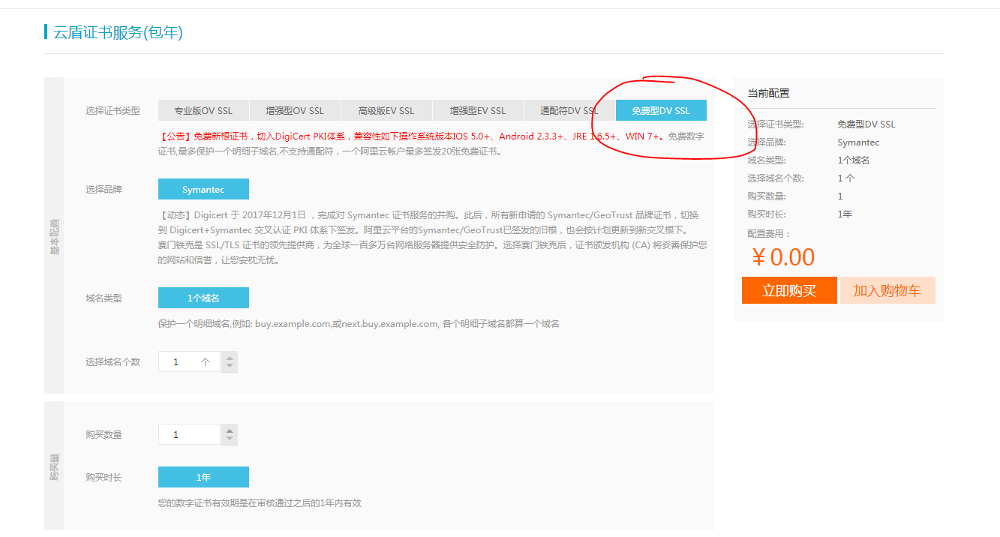 云盾证书服务(包年)
基本配置
选择证书类型
专业版OV SSL
增强型OV SSL
高级版EV SSL
增强型EV SSL
通配符DV SSL
免费型DV SSL
【公告】免费新根证书，切入DigiCert PKI体系，兼容性如下操作系统版本IOS 5.0+、Android 2.3.3+、JRE 1.6.5+、WIN 7+。免费数字
证书,最多保护一个明细子域名,不支持通配符，一个阿里云帐户最多签发20张免费证书。
选择品牌
Symantec
【动态】Digicert 于 2017年12月1日 ，完成对 Symantec 证书服务的并购。此后，所有新申请的 Symantec/GeoTrust 品牌证书，切换
到 Digicert+Symantec 交叉认证 PKI 体系下签发。阿里云平台的Symantec/GeoTrust已签发的旧根，也会按计划更新到新交叉根下。
赛门铁克是 SSL/TLS 证书的领先提供商，为全球一百多万台网络服务器提供安全防护。选择赛门铁克后，证书颁发机构 (CA) 将妥善保护您
的网站和信誉，让您安枕无忧。
域名类型
1个域名
保护一个明细域名,例如: buy.example.com,或next.buy.example.com, 各个明细子域名都算一个域名
选择域名个数
1 个
购买量
购买数量
1
购买时长
1年
您的数字证书有效期是在审核通过之后的1年内有效
当前配置
选择证书类型: 免费型DV SSL
选择品牌: Symantec
域名类型: 1个域名
选择域名个数: 1 个
购买数量: 1
购买时长: 1年
配置费用：
¥ 0.00
立即购买
加入购物车